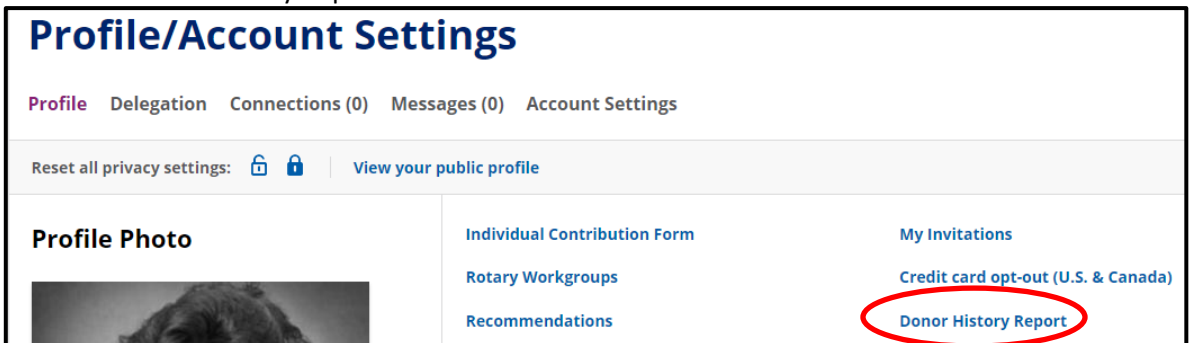 Profile/Account Settings
Profile Delegation Connections (0) Messages (0) Account Settings
Reset all privacy settings: View your public profile
Profile Photo
Individual Contribution Form My Invitations
Rotary Workgroups Credit card opt-out (U.S. & Canada)
Recommendations Donor History Report